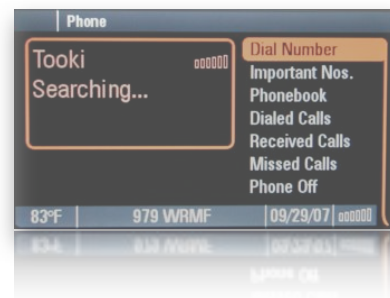 Phone
Tooki
Searching...
Dial Number
Important Nos.
Phonebook
Dialed Calls
Received Calls
Missed Calls
Phone Off
83°F 979 WRMF 09/29/07